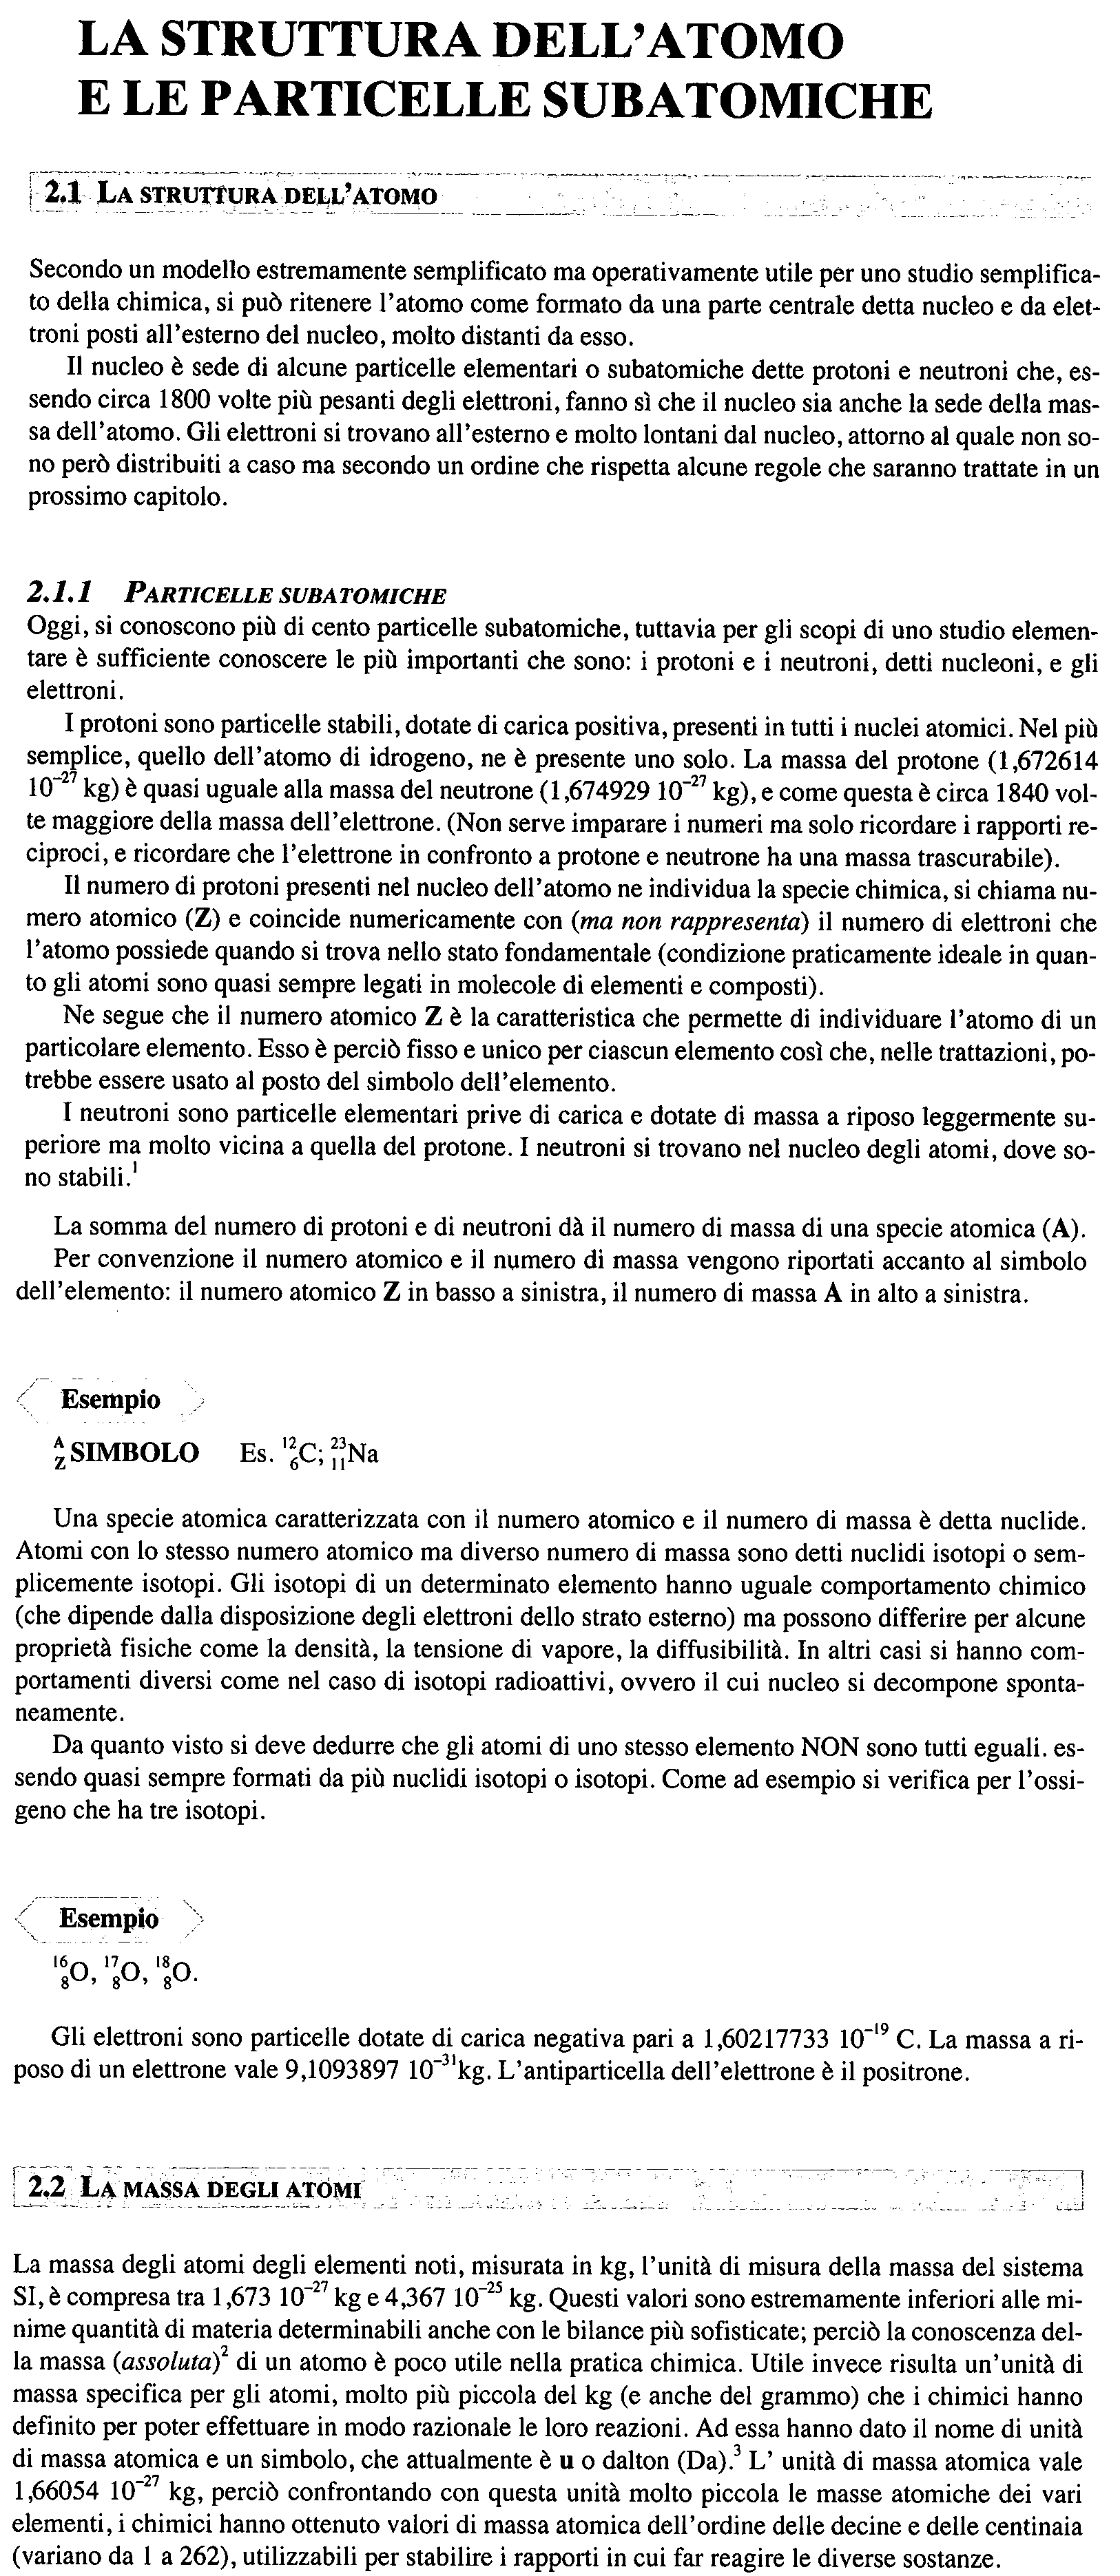 LA STRUTTURA DELL'ATOMO
E LE PARTICELLE SUBATOMICHE
2.1 LA STRUTTURA DELL'ATOMO
Secondo un modello estremamente semplificato ma operativamente utile per uno studio semplifica-
to della chimica, si può ritenere l'atomo come formato da una parte centrale detta nucleo e da elet-
troni posti all'esterno del nucleo, molto distanti da esso.
Il nucleo è sede di alcune particelle elementari o subatomiche dette protoni e neutroni che, es-
sendo circa 1800 volte più pesanti degli elettroni, fanno sì che il nucleo sia anche la sede della mas-
sa dell'atomo. Gli elettroni si trovano all'esterno e molto lontani dal nucleo, attorno al quale non so-
no però distribuiti a caso ma secondo un ordine che rispetta alcune regole che saranno trattate in un
prossimo capitolo.
2.1.1 PARTICELLE SUBATOMICHE
Oggi, si conoscono più di cento particelle subatomiche, tuttavia per gli scopi di uno studio elemen-
tare è sufficiente conoscere le più importanti che sono: i protoni e i neutroni, detti nucleoni, e gli
elettroni.
I protoni sono particelle stabili, dotate di carica positiva, presenti in tutti i nuclei atomici. Nel più
semplice, quello dell'atomo di idrogeno, ne è presente uno solo. La massa del protone (1,672614
10⁻²⁷ kg) è quasi uguale alla massa del neutrone (1,674929 10⁻²⁷ kg), e come questa è circa 1840 vol-
te maggiore della massa dell'elettrone. (Non serve imparare i numeri ma solo ricordare i rapporti re-
ciproci, e ricordare che l'elettrone in confronto a protone e neutrone ha una massa trascurabile).
Il numero di protoni presenti nel nucleo dell'atomo ne individua la specie chimica, si chiama nu-
mero atomico (Z) e coincide numericamente con (ma non rappresenta) il numero di elettroni che
l'atomo possiede quando si trova nello stato fondamentale (condizione praticamente ideale in quan-
to gli atomi sono quasi sempre legati in molecole di elementi e composti).
Ne segue che il numero atomico Z è la caratteristica che permette di individuare l'atomo di un
particolare elemento. Esso è perciò fisso e unico per ciascun elemento così che, nelle trattazioni, po-
trebbe essere usato al posto del simbolo dell'elemento.
I neutroni sono particelle elementari prive di carica e dotate di massa a riposo leggermente su-
periore ma molto vicina a quella del protone. I neutroni si trovano nel nucleo degli atomi, dove so-
no stabili.¹
La somma del numero di protoni e di neutroni dà il numero di massa di una specie atomica (A).
Per convenzione il numero atomico e il numero di massa vengono riportati accanto al simbolo
dell'elemento: il numero atomico Z in basso a sinistra, il numero di massa A in alto a sinistra.
Esempio
ᴬ_Z SIMBOLO Es. ¹²₆C; ²³₁₁Na
Una specie atomica caratterizzata con il numero atomico e il numero di massa è detta nuclide.
Atomi con lo stesso numero atomico ma diverso numero di massa sono detti nuclidi isotopi o sem-
plicemente isotopi. Gli isotopi di un determinato elemento hanno uguale comportamento chimico
(che dipende dalla disposizione degli elettroni dello strato esterno) ma possono differire per alcune
proprietà fisiche come la densità, la tensione di vapore, la diffusibilità. In altri casi si hanno com-
portamenti diversi come nel caso di isotopi radioattivi, ovvero il cui nucleo si decompone sponta-
neamente.
Da quanto visto si deve dedurre che gli atomi di uno stesso elemento NON sono tutti eguali. es-
sendo quasi sempre formati da più nuclidi isotopi o isotopi. Come ad esempio si verifica per l'ossi-
geno che ha tre isotopi.
Esempio
¹⁶₈O, ¹⁷₈O, ¹⁸₈O.
Gli elettroni sono particelle dotate di carica negativa pari a 1,60217733 10⁻¹⁹ C. La massa a ri-
poso di un elettrone vale 9,1093897 10⁻³¹kg. L'antiparticella dell'elettrone è il positrone.
2.2 LA MASSA DEGLI ATOMI
La massa degli atomi degli elementi noti, misurata in kg, l'unità di misura della massa del sistema
SI, è compresa tra 1,673 10⁻²⁷ kg e 4,367 10⁻²⁵ kg. Questi valori sono estremamente inferiori alle mi-
nime quantità di materia determinabili anche con le bilance più sofisticate; perciò la conoscenza del-
la massa (assoluta)² di un atomo è poco utile nella pratica chimica. Utile invece risulta un'unità di
massa specifica per gli atomi, molto più piccola del kg (e anche del grammo) che i chimici hanno
definito per poter effettuare in modo razionale le loro reazioni. Ad essa hanno dato il nome di unità
di massa atomica e un simbolo, che attualmente è u o dalton (Da).³ L' unità di massa atomica vale
1,66054 10⁻²⁷ kg, perciò confrontando con questa unità molto piccola le masse atomiche dei vari
elementi, i chimici hanno ottenuto valori di massa atomica dell'ordine delle decine e delle centinaia
(variano da 1 a 262), utilizzabili per stabilire i rapporti in cui far reagire le diverse sostanze.